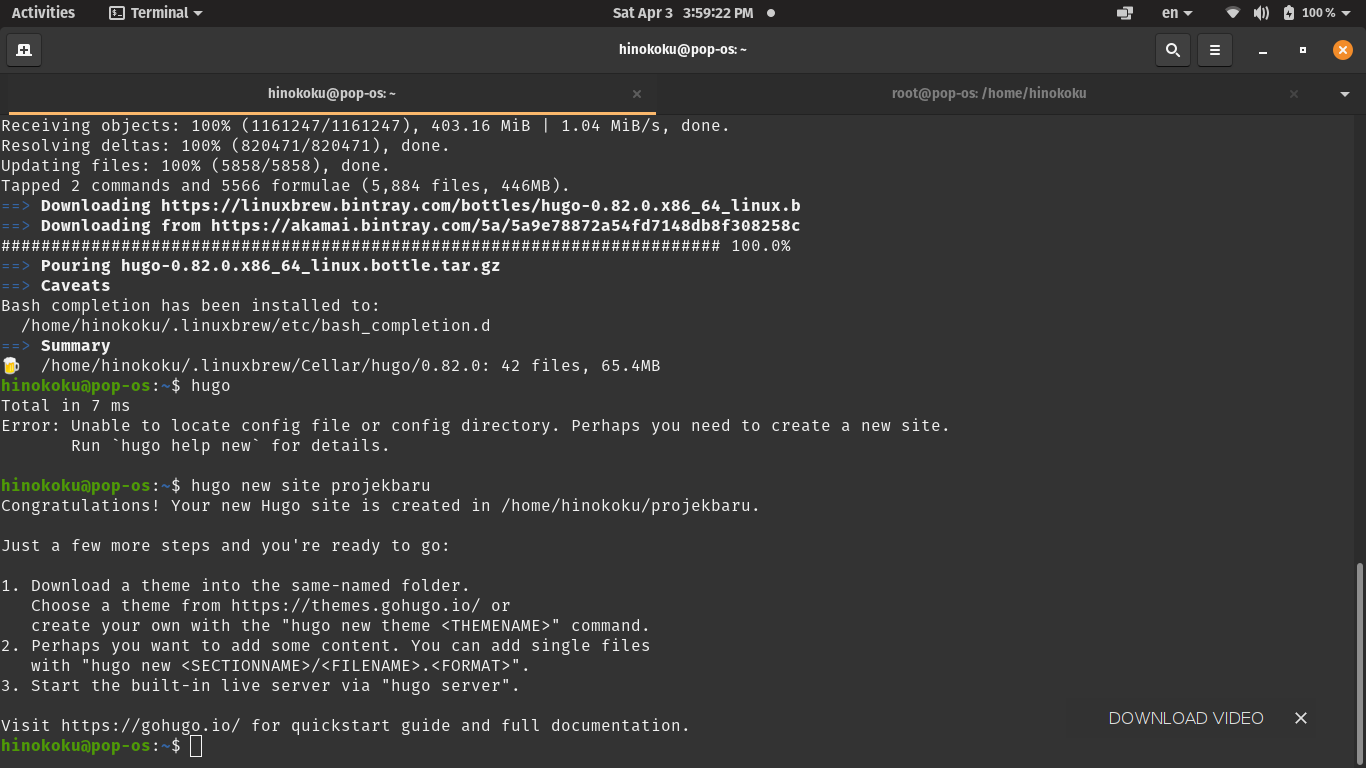 Activities Terminal Sat Apr 3 3:59:22 PM en 100 %
hinokoku@pop-os: ~
hinokoku@pop-os: ~ root@pop-os: /home/hinokoku
Receiving objects: 100% (1161247/1161247), 403.16 MiB | 1.04 MiB/s, done.
Resolving deltas: 100% (820471/820471), done.
Updating files: 100% (5858/5858), done.
Tapped 2 commands and 5566 formulae (5,884 files, 446MB).
==> Downloading https://linuxbrew.bintray.com/bottles/hugo-0.82.0.x86_64_linux.b
==> Downloading from https://akamai.bintray.com/5a/5a9e78872a54fd7148db8f308258c
######################################################################## 100.0%
==> Pouring hugo-0.82.0.x86_64_linux.bottle.tar.gz
==> Caveats
Bash completion has been installed to:
  /home/hinokoku/.linuxbrew/etc/bash_completion.d
==> Summary
🍺  /home/hinokoku/.linuxbrew/Cellar/hugo/0.82.0: 42 files, 65.4MB
hinokoku@pop-os:~$ hugo
Total in 7 ms
Error: Unable to locate config file or config directory. Perhaps you need to create a new site.
       Run `hugo help new` for details.
hinokoku@pop-os:~$ hugo new site projekbaru
Congratulations! Your new Hugo site is created in /home/hinokoku/projekbaru.
Just a few more steps and you're ready to go:
1. Download a theme into the same-named folder.
   Choose a theme from https://themes.gohugo.io/ or
   create your own with the "hugo new theme <THEMENAME>" command.
2. Perhaps you want to add some content. You can add single files
   with "hugo new <SECTIONNAME>/<FILENAME>.<FORMAT>".
3. Start the built-in live server via "hugo server".
Visit https://gohugo.io/ for quickstart guide and full documentation.
DOWNLOAD VIDEO
hinokoku@pop-os:~$